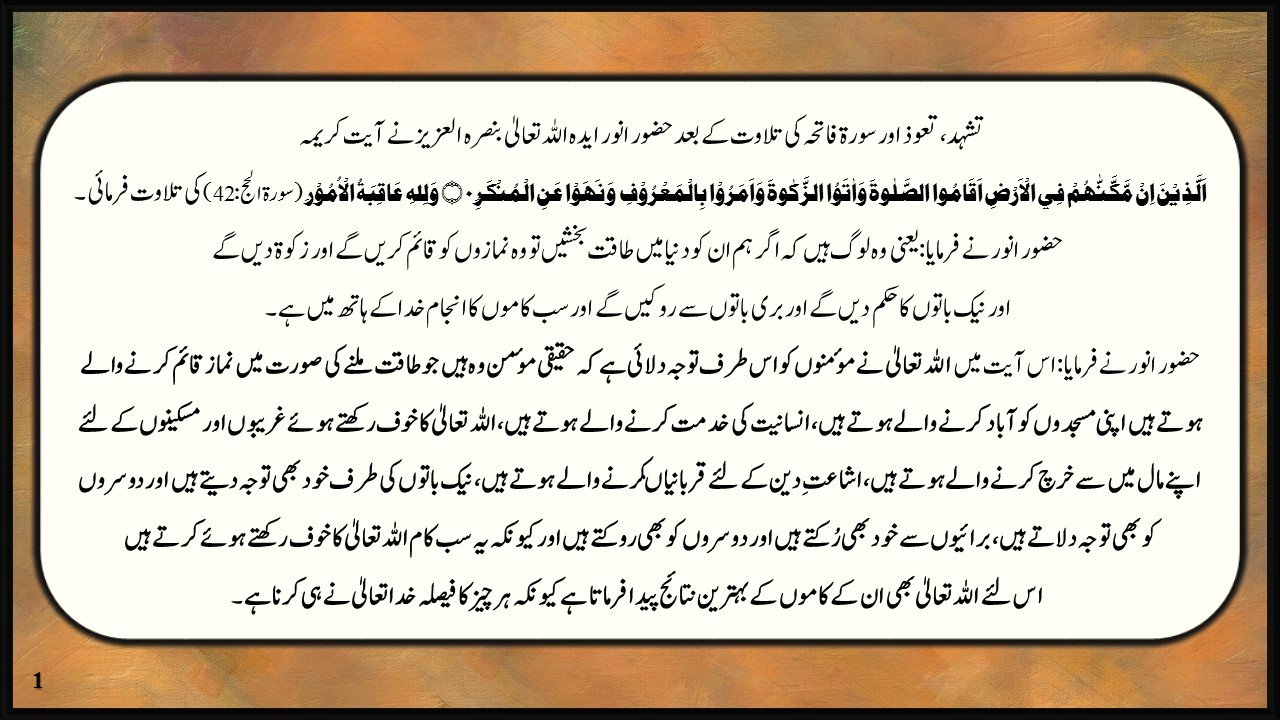 تشہد، تعوذ اور سورۃ فاتحہ کی تلاوت کے بعد حضور انور ایدہ اللہ تعالیٰ بنصرہ العزیز نے آیت کریمہ
اَلَّذِيْنَ اِنْ مَّكَّنّٰهُمْ فِي الْاَرْضِ اَقَامُوا الصَّلٰوةَ وَاٰتَوُا الزَّكٰوةَ وَاَمَرُوْا بِالْمَعْرُوْفِ وَنَهَوْا عَنِ الْمُنْكَرِ۰۝ وَلِلهِ عَاقِبَةُ الْاُمُوْرِ (سورۃ الحج:42) کی تلاوت فرمائی۔
حضور انور نے فرمایا: یعنی وہ لوگ ہیں کہ اگر ہم ان کو دنیا میں طاقت بخشیں تو وہ نمازوں کو قائم کریں گے اور زکوۃ دیں گے
اور نیک باتوں کا حکم دیں گے اور بری باتوں سے روکیں گے اور سب کاموں کا انجام خدا کے ہاتھ میں ہے۔
حضور انور نے فرمایا: اس آیت میں اللہ تعالیٰ نے مومنوں کو اس طرف توجہ دلائی ہے کہ حقیقی مومن وہ ہیں جو طاقت ملنے کی صورت میں نماز قائم کرنے والے
ہوتے ہیں اپنی مسجدوں کو آباد کرنے والے ہوتے ہیں، انسانیت کی خدمت کرنے والے ہوتے ہیں، اللہ تعالیٰ کا خوف رکھتے ہوئے غریبوں اور مسکینوں کے لئے
اپنے مال میں سے خرچ کرنے والے ہوتے ہیں، اشاعتِ دین کے لئے قربانیاں کرنے والے ہوتے ہیں، نیک باتوں کی طرف خود بھی توجہ دیتے ہیں اور دوسروں
کو بھی توجہ دلاتے ہیں، برائیوں سے خود بھی رُکتے ہیں اور دوسروں کو بھی روکتے ہیں اور کیونکہ یہ سب کام اللہ تعالیٰ کا خوف رکھتے ہوئے کرتے ہیں
اس لئے اللہ تعالیٰ بھی ان کے کاموں کے بہترین نتائج پیدا فرماتا ہے کیونکہ ہر چیز کا فیصلہ خدا تعالیٰ نے ہی کرنا ہے۔
1